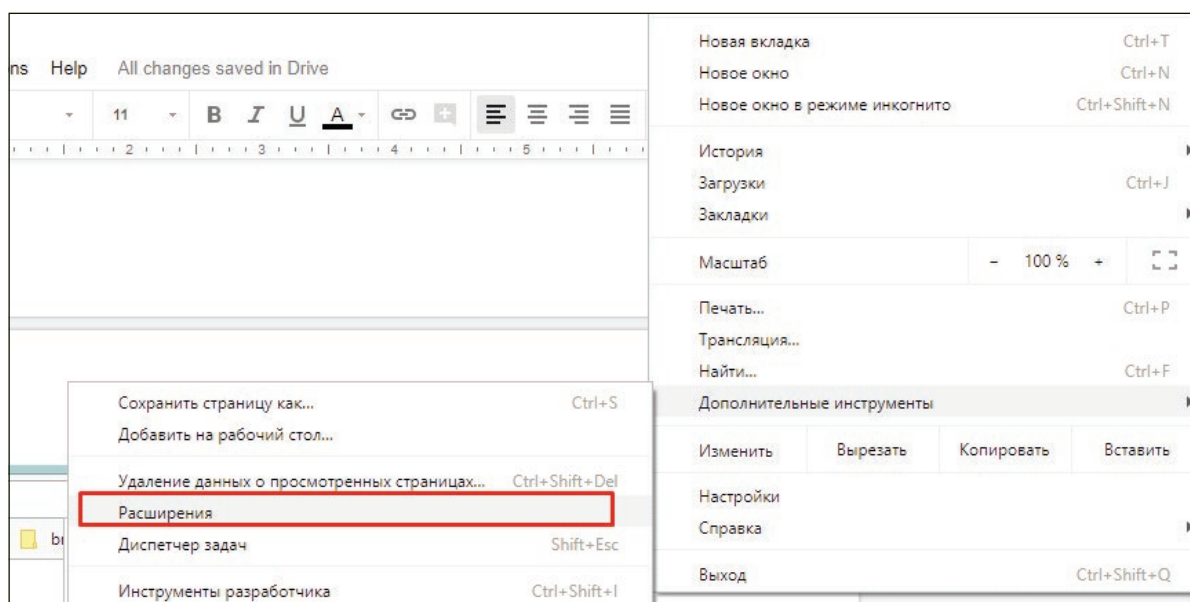 ns Help All changes saved in Drive
11 B I U A
2 3 4 5
Новая вкладка Ctrl+T
Новое окно Ctrl+N
Новое окно в режиме инкогнито Ctrl+Shift+N
История
Загрузки Ctrl+J
Закладки
Масштаб - 100 % +
Печать... Ctrl+P
Трансляция...
Найти... Ctrl+F
Дополнительные инструменты
Изменить Вырезать Копировать Вставить
Настройки
Справка
Выход Ctrl+Shift+Q
Сохранить страницу как... Ctrl+S
Добавить на рабочий стол...
Удаление данных о просмотренных страницах... Ctrl+Shift+Del
Расширения
Диспетчер задач Shift+Esc
Инструменты разработчика Ctrl+Shift+I